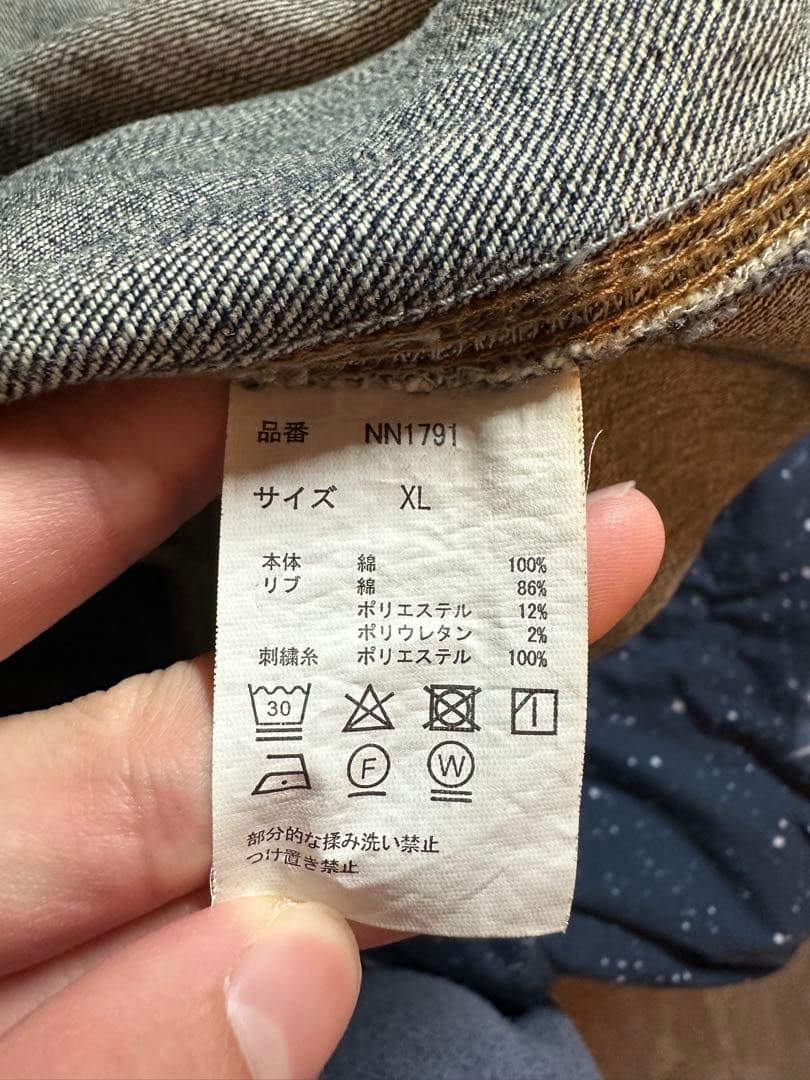 品番 NN1791
サイズ XL
本体 綿 100%
リブ 綿 86%
ポリエステル 12%
ポリウレタン 2%
刺繍糸 ポリエステル 100%
30
F W
部分的な揉み洗い禁止
つけ置き禁止